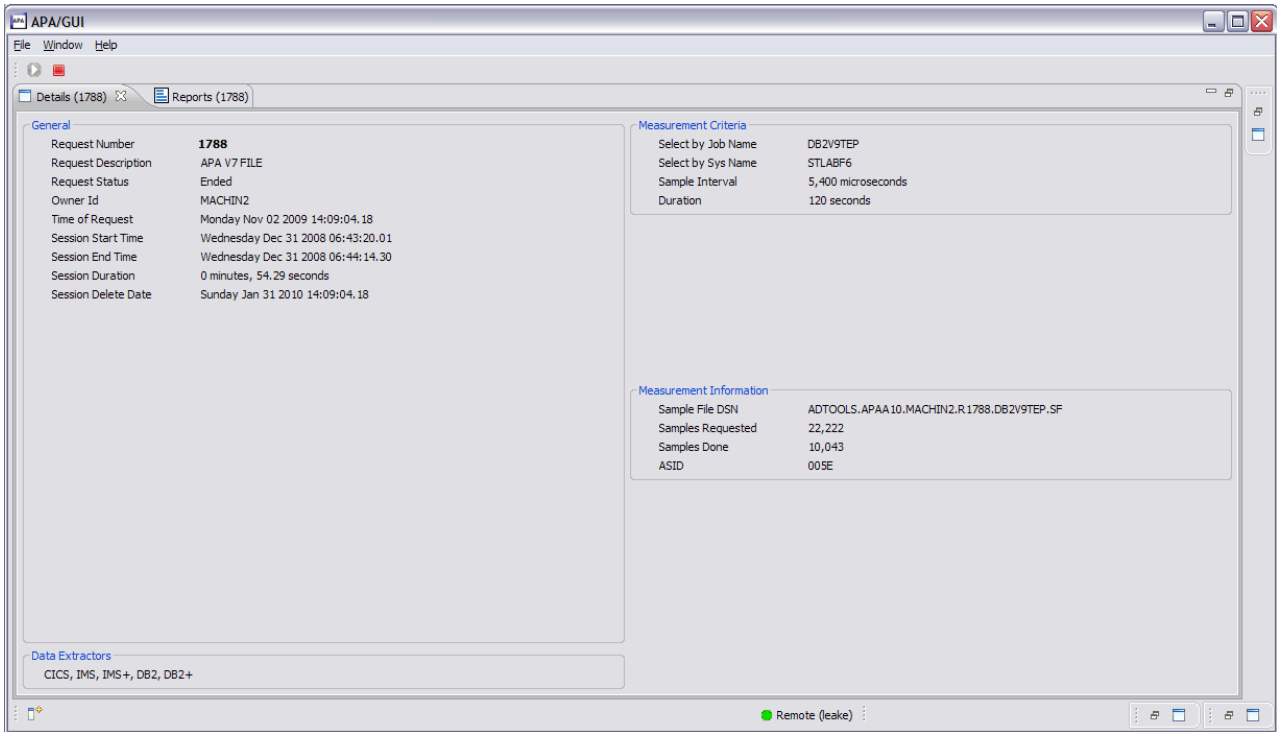 APA/GUI
File Window Help
Details (1788) Reports (1788)
General
Request Number 1788
Request Description APA V7 FILE
Request Status Ended
Owner Id MACHIN2
Time of Request Monday Nov 02 2009 14:09:04.18
Session Start Time Wednesday Dec 31 2008 06:43:20.01
Session End Time Wednesday Dec 31 2008 06:44:14.30
Session Duration 0 minutes, 54.29 seconds
Session Delete Date Sunday Jan 31 2010 14:09:04.18
Measurement Criteria
Select by Job Name DB2V9TEP
Select by Sys Name STLABF6
Sample Interval 5,400 microseconds
Duration 120 seconds
Measurement Information
Sample File DSN ADTOOLS.APAA10.MACHIN2.R1788.DB2V9TEP.SF
Samples Requested 22,222
Samples Done 10,043
ASID 005E
Data Extractors
CICS, IMS, IMS+, DB2, DB2+
Remote (leake)